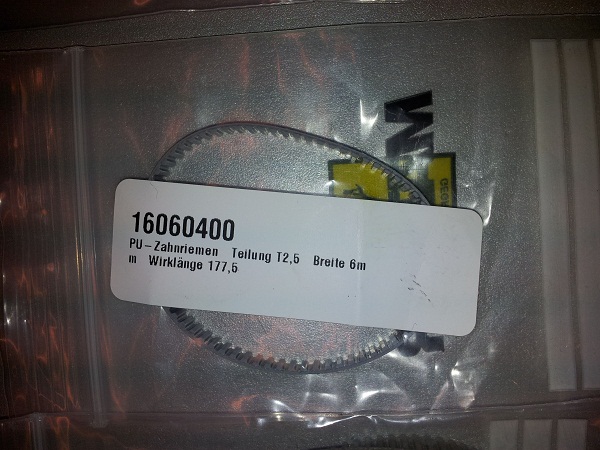 16060400
PU-Zahnriemen Teilung T2,5 Breite 6m
m Wirklänge 177,5